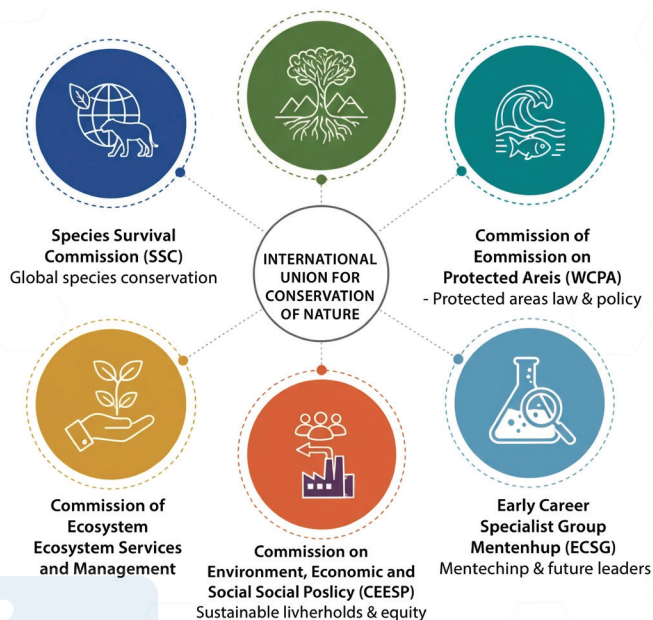 INTERNATIONAL
UNION FOR
CONSERVATION
OF NATURE
Species Survival
Commission (SSC)
Global species conservation
Commission of
Eommission on
Protected Areis (WCPA)
- Protected areas law & policy
Commission of
Ecosystem
Ecosystem Services
and Management
Commission on
Environment, Economic and
Social Social Poslicy (CEESP)
Sustainable livherholds & equity
Early Career
Specialist Group
Mentenhup (ECSG)
Mentechinp & future leaders